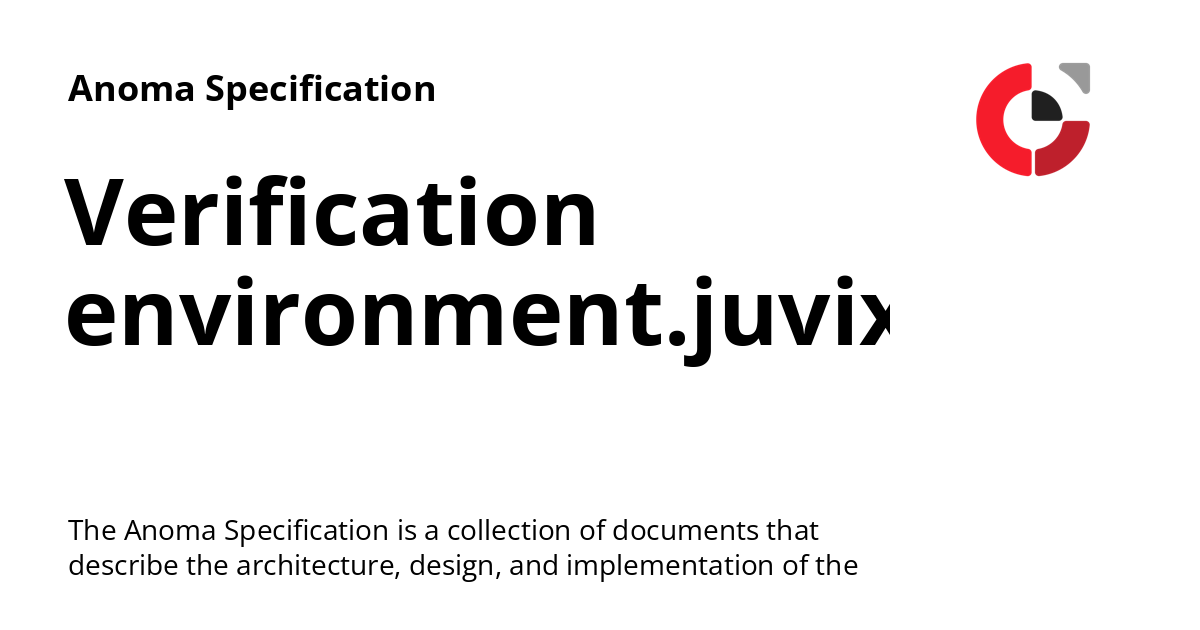 Anoma Specification
Verification
environment.juvix
The Anoma Specification is a collection of documents that
describe the architecture, design, and implementation of the